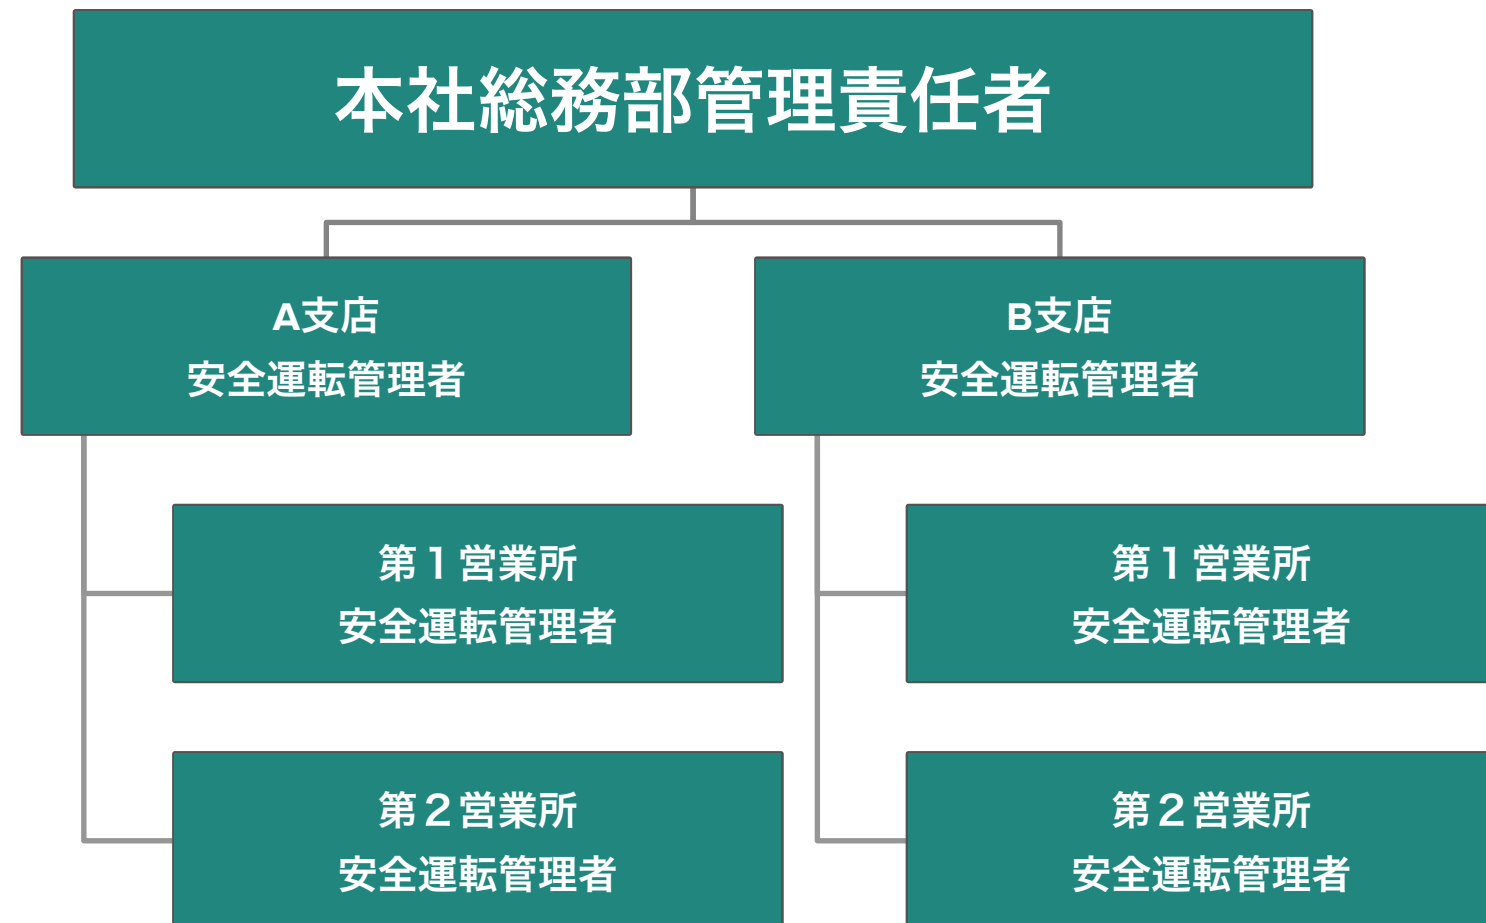 本社総務部管理責任者
A支店
安全運転管理者
B支店
安全運転管理者
第１営業所
安全運転管理者
第１営業所
安全運転管理者
第２営業所
安全運転管理者
第２営業所
安全運転管理者